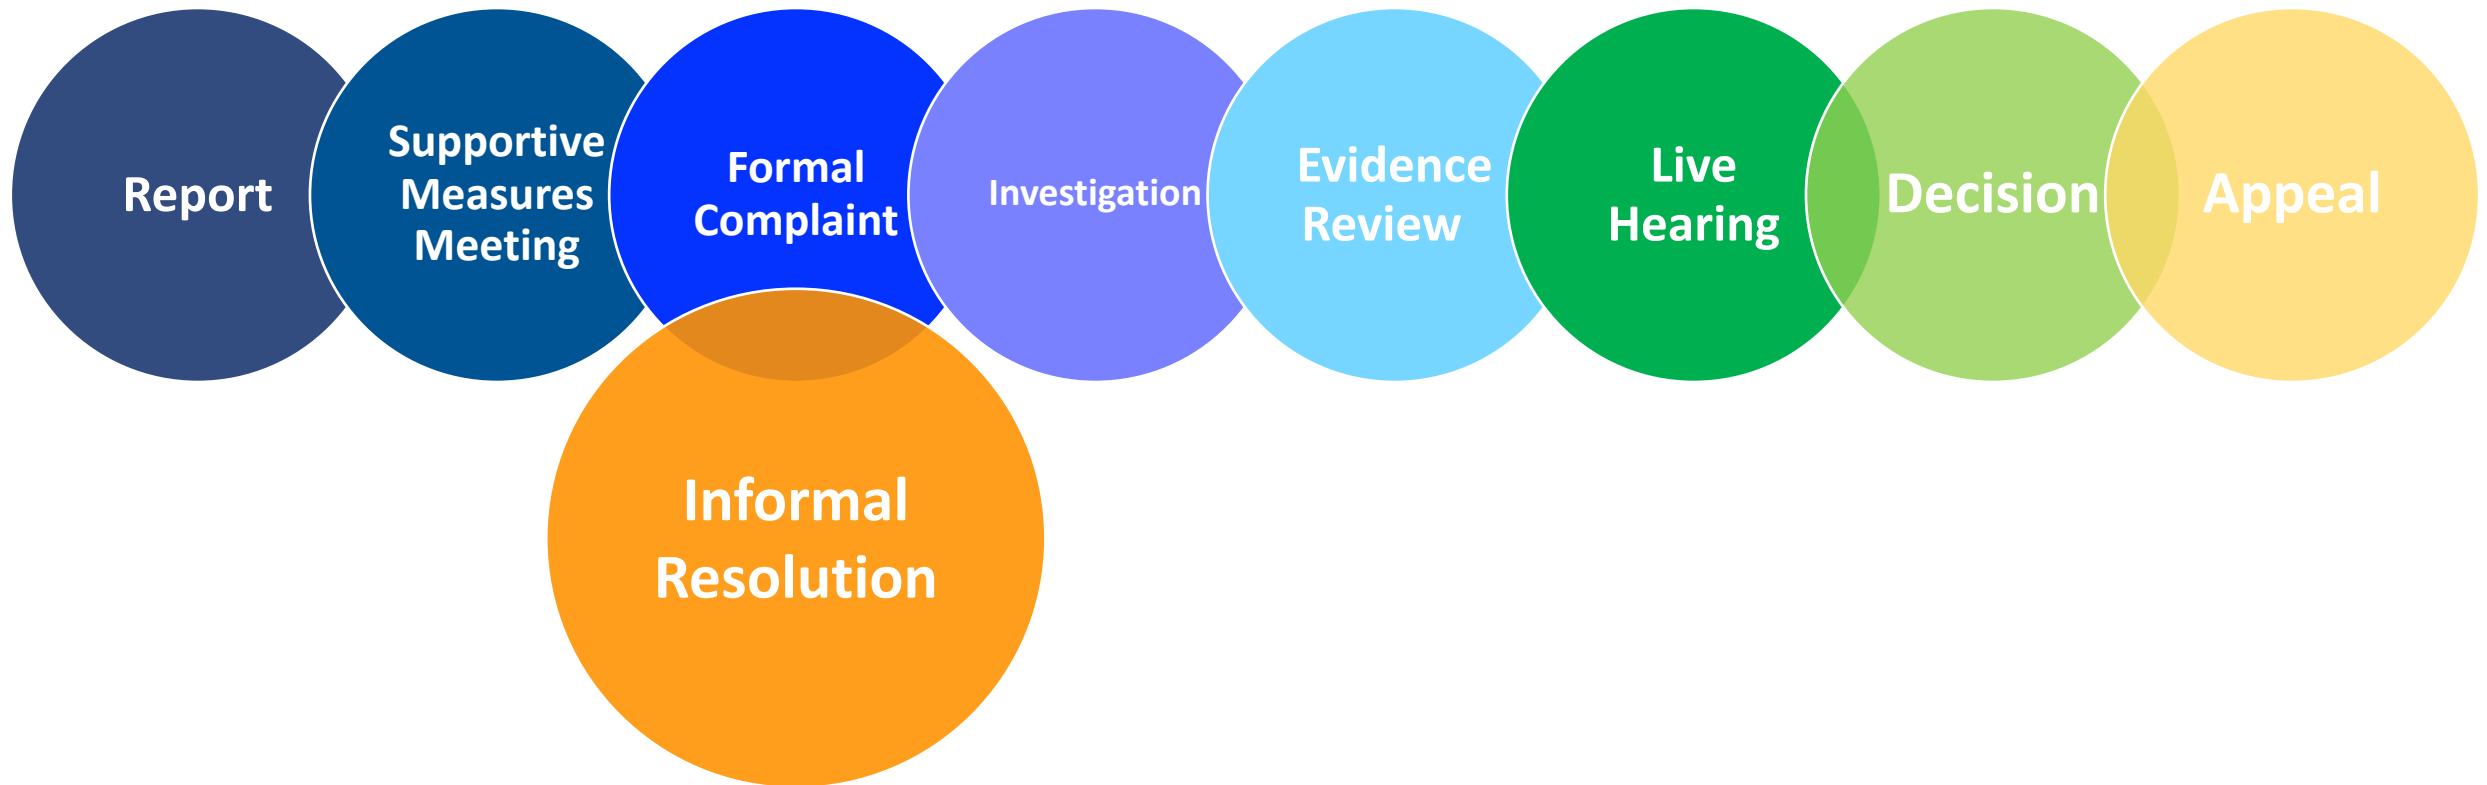 Report
Supportive
Measures
Meeting
Formal
Complaint
Investigation
Evidence
Review
Live
Hearing
Decision
Appeal
Informal
Resolution